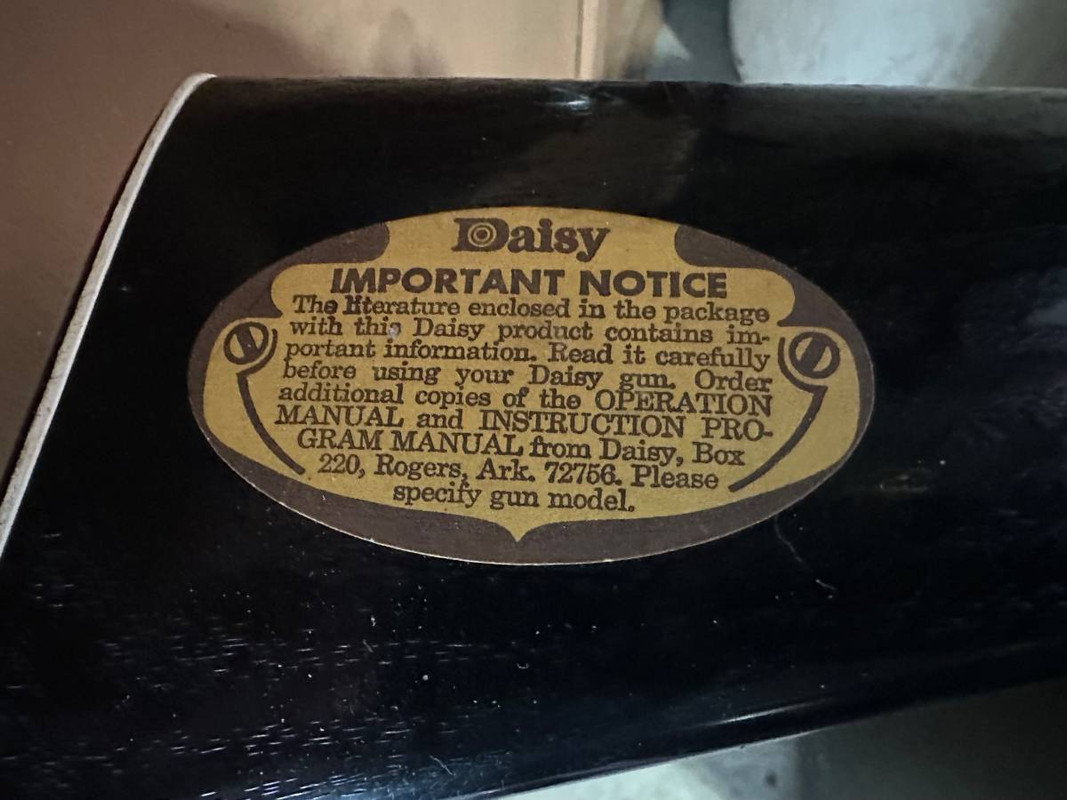 Daisy
IMPORTANT NOTICE
The literature enclosed in the package
with this Daisy product contains im-
portant information. Read it carefully
before using your Daisy gun. Order
additional copies of the OPERATION
MANUAL and INSTRUCTION PRO-
GRAM MANUAL from Daisy, Box
220, Rogers, Ark. 72756. Please
specify gun model.